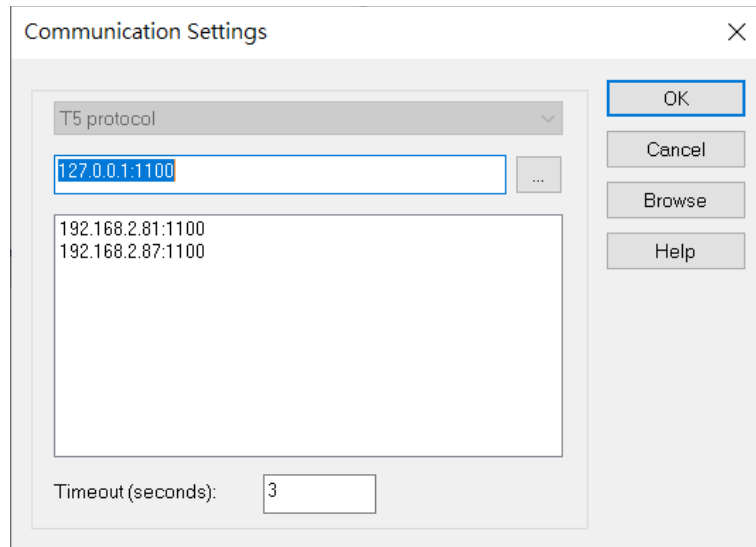 Communication Settings
T5 protocol
127.0.0.1:1100
...
192.168.2.81:1100
192.168.2.87:1100
Timeout (seconds):
3
OK
Cancel
Browse
Help